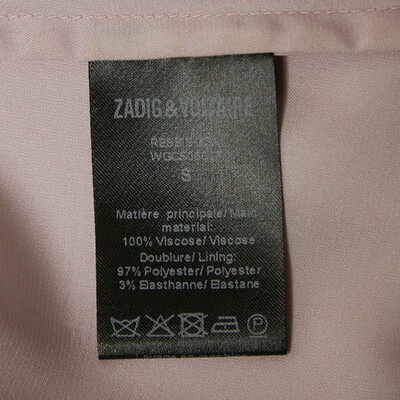 ZADIG & VOLTAIRE
S
Matière principale/ Main
material:
100% Viscose/ Viscose
Doublure/ Lining:
97% Polyester/ Polyester
3% Elasthanne/ Elastane
P